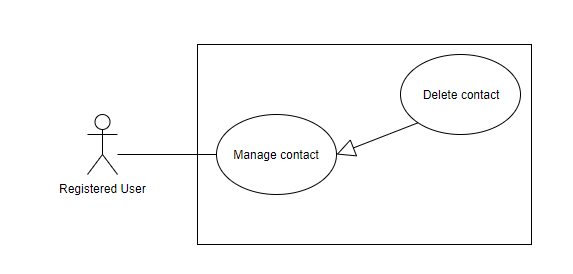 Delete contact
Manage contact
Registered User